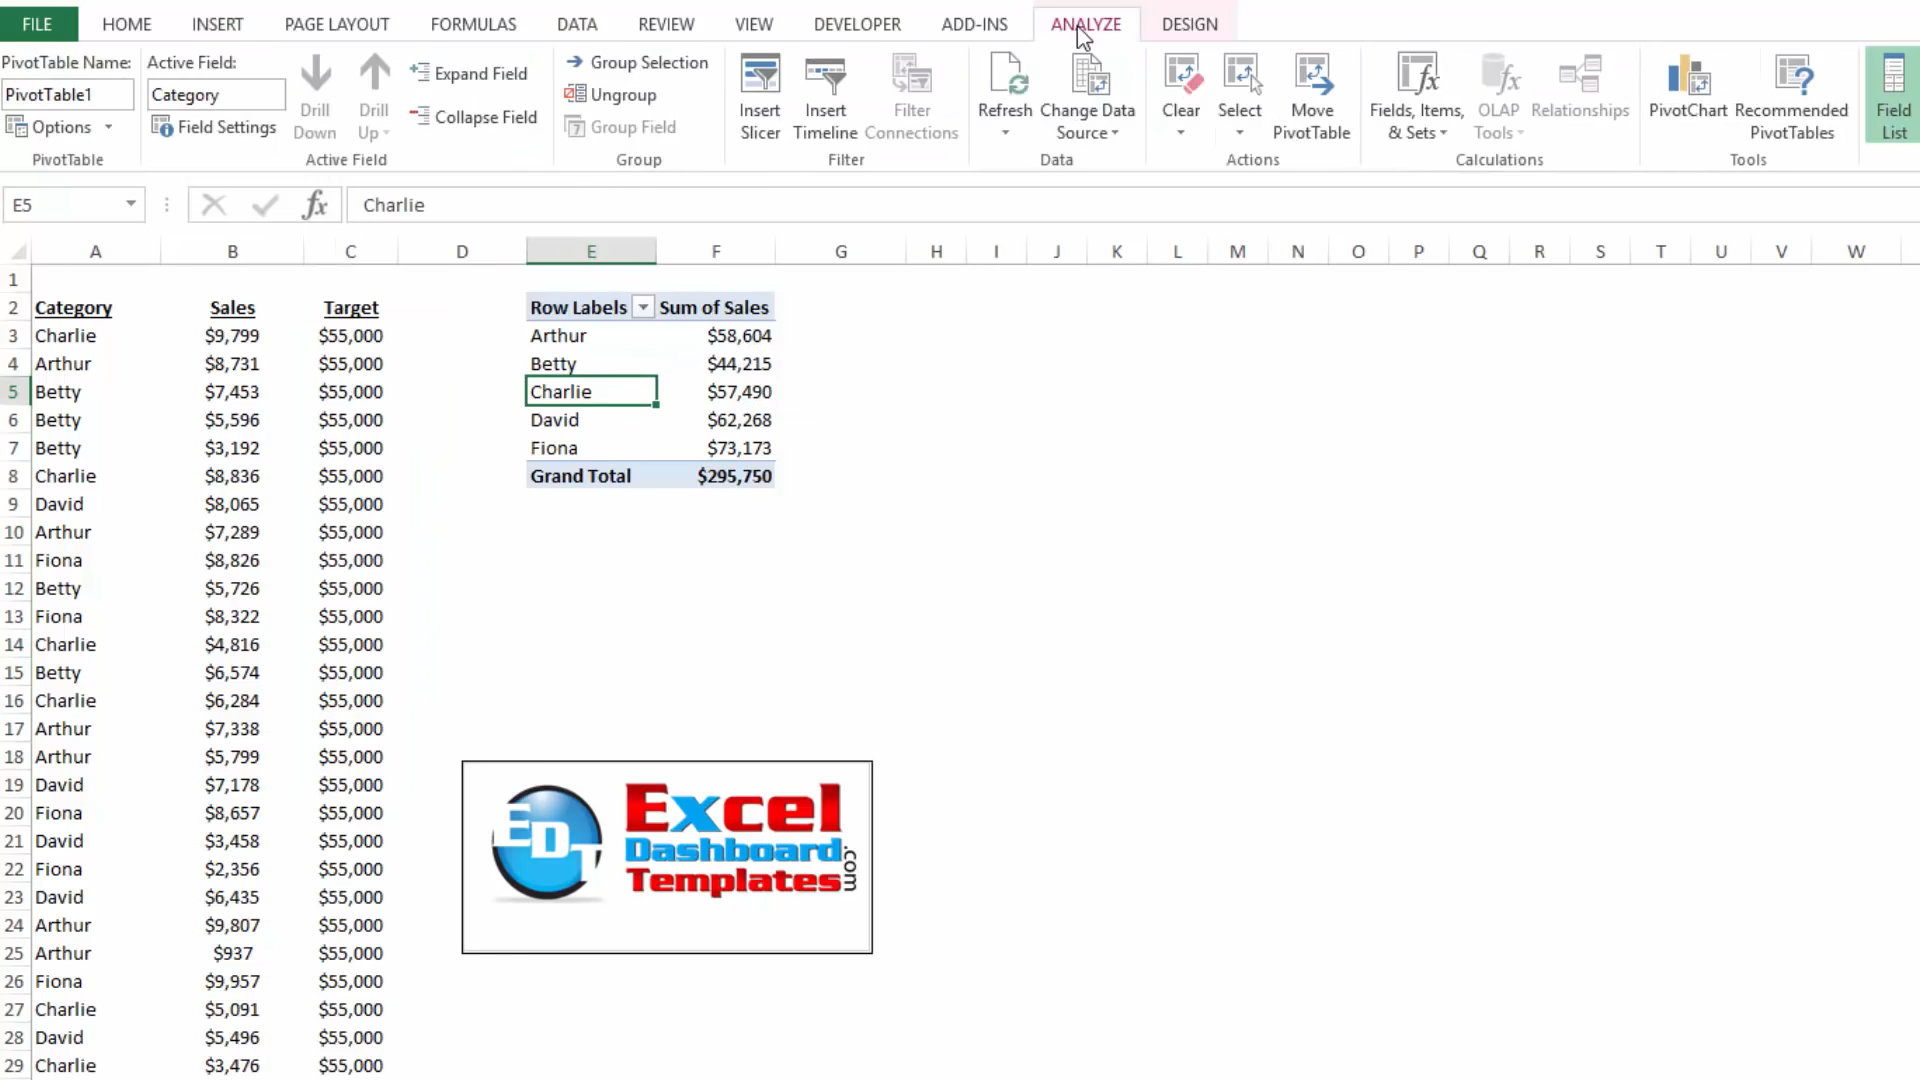 FILE HOME INSERT PAGE LAYOUT FORMULAS DATA REVIEW VIEW DEVELOPER ADD-INS ANALYZE DESIGN
PivotTable Name: Active Field:
PivotTable1 Category
Options Field Settings
Drill Down
Drill Up
Expand Field
Collapse Field
Group Selection
Ungroup
Group Field
Insert Slicer
Insert Timeline
Filter Connections
Refresh
Change Data Source
Clear
Select
Move PivotTable
Fields, Items, & Sets
OLAP Tools
Relationships
PivotChart
Recommended PivotTables
Field List
PivotTable Active Field Group Filter Data Actions Calculations Tools
E5 fx Charlie
A B C D E F G H I J K L M N O P Q R S T U V W
1
2 Category Sales Target Row Labels Sum of Sales
3 Charlie $9,799 $55,000 Arthur $58,604
4 Arthur $8,731 $55,000 Betty $44,215
5 Betty $7,453 $55,000 Charlie $57,490
6 Betty $5,596 $55,000 David $62,268
7 Betty $3,192 $55,000 Fiona $73,173
8 Charlie $8,836 $55,000 Grand Total $295,750
9 David $8,065 $55,000
10 Arthur $7,289 $55,000
11 Fiona $8,826 $55,000
12 Betty $5,726 $55,000
13 Fiona $8,322 $55,000
14 Charlie $4,816 $55,000
15 Betty $6,574 $55,000
16 Charlie $6,284 $55,000
17 Arthur $7,338 $55,000
18 Arthur $5,799 $55,000
19 David $7,178 $55,000
20 Fiona $8,657 $55,000
21 David $3,458 $55,000
22 Fiona $2,356 $55,000
23 David $6,435 $55,000
24 Arthur $9,807 $55,000
25 Arthur $937 $55,000
26 Fiona $9,957 $55,000
27 Charlie $5,091 $55,000
28 David $5,496 $55,000
29 Charlie $3,476 $55,000
EDT
Excel
Dashboard
Templates
.com